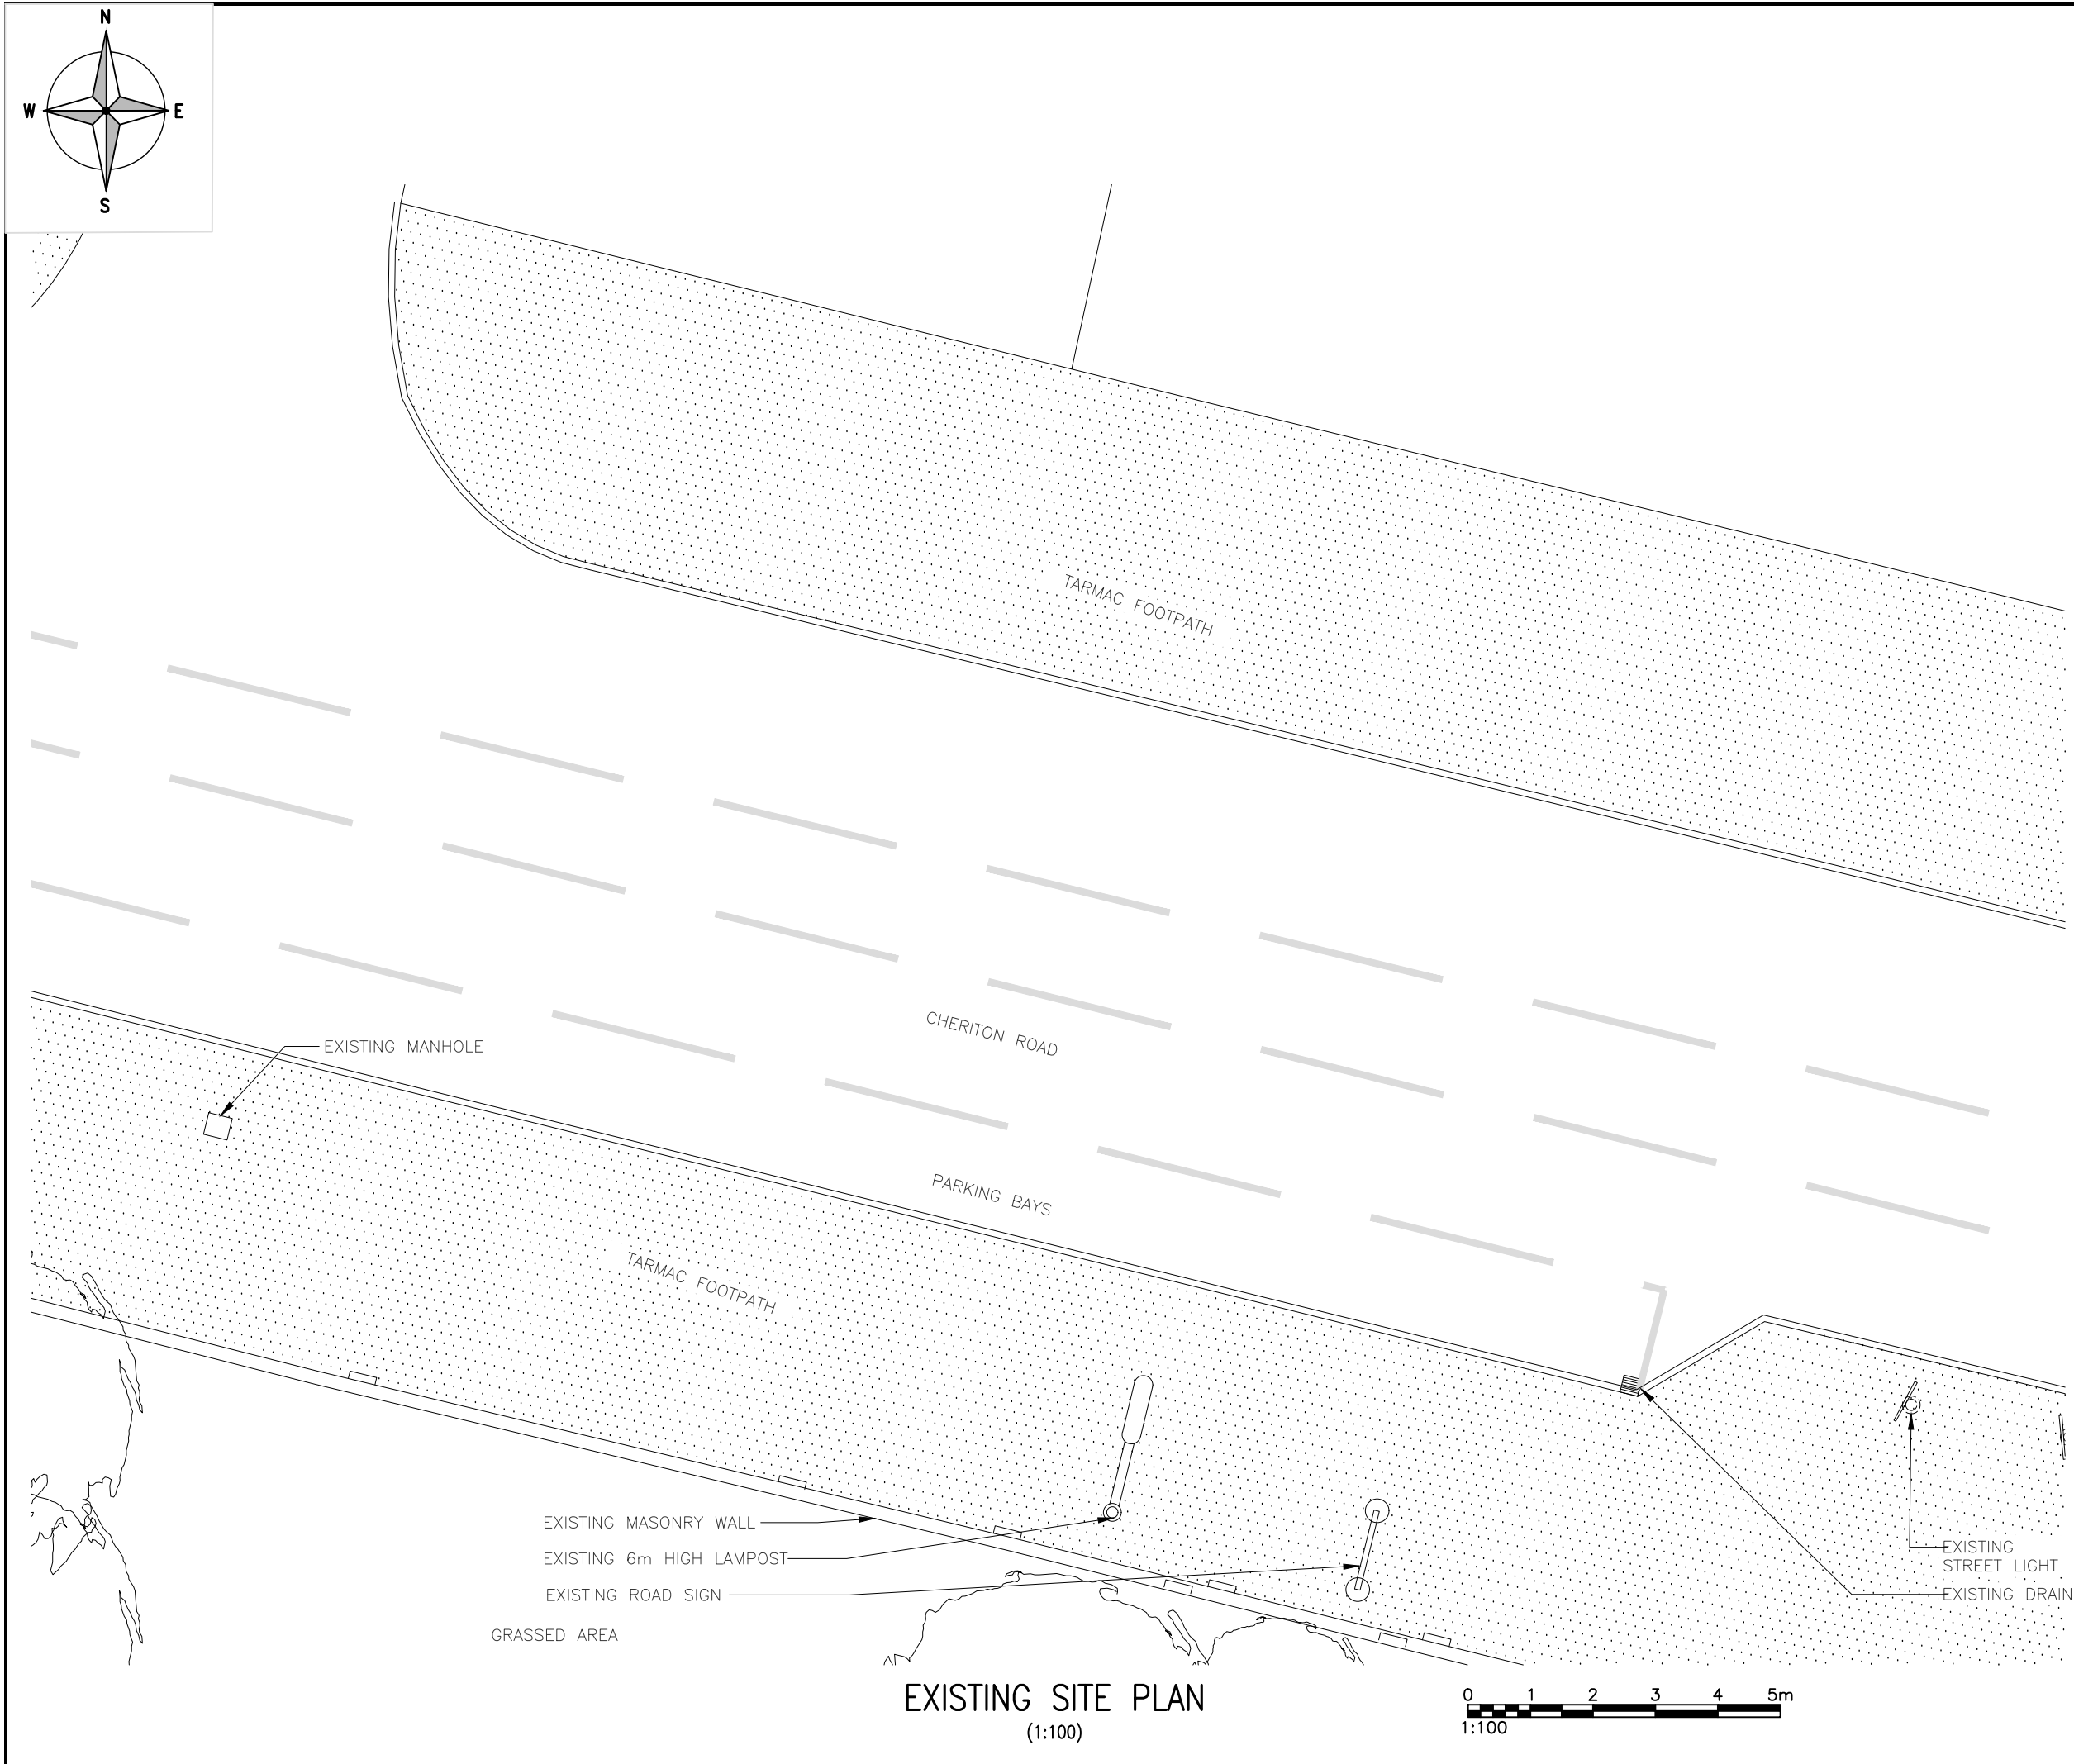 N
W E
S
TARMAC FOOTPATH
CHERITON ROAD
EXISTING MANHOLE
PARKING BAYS
TARMAC FOOTPATH
EXISTING MASONRY WALL
EXISTING 6m HIGH LAMPOST
EXISTING ROAD SIGN
GRASSED AREA
EXISTING
STREET LIGHT
EXISTING DRAIN
EXISTING SITE PLAN
(1:100)
0 1 2 3 4 5m
1:100